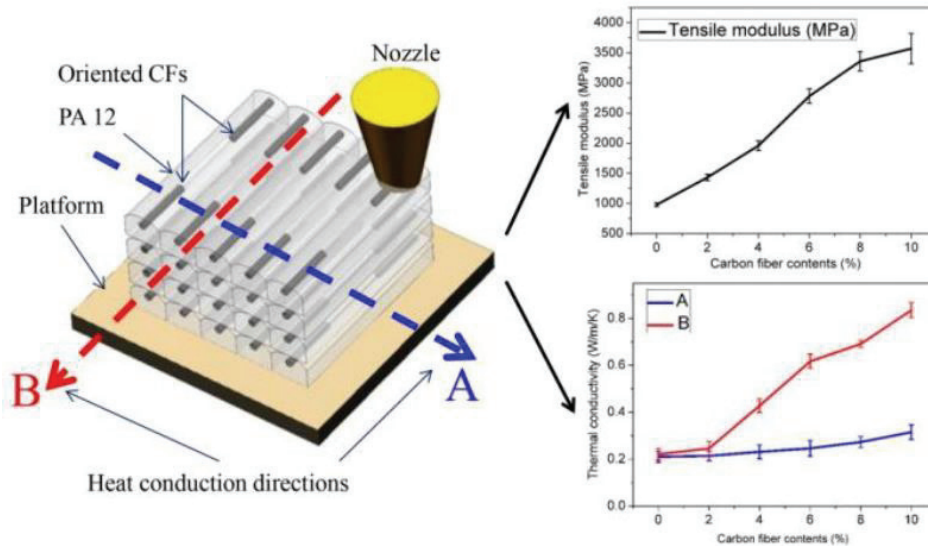 Oriented CFs
PA 12
Platform
Nozzle
B
A
Heat conduction directions
Tensile modulus (MPa)
Tensile modulus (MPa)
4000
3500
3000
2500
2000
1500
1000
500
0 2 4 6 8 10
Carbon fiber contents (%)
A
B
Thermal conductivity (W/m/K)
0.8
0.6
0.4
0.2
0.0
0 2 4 6 8 10
Carbon fiber contents (%)